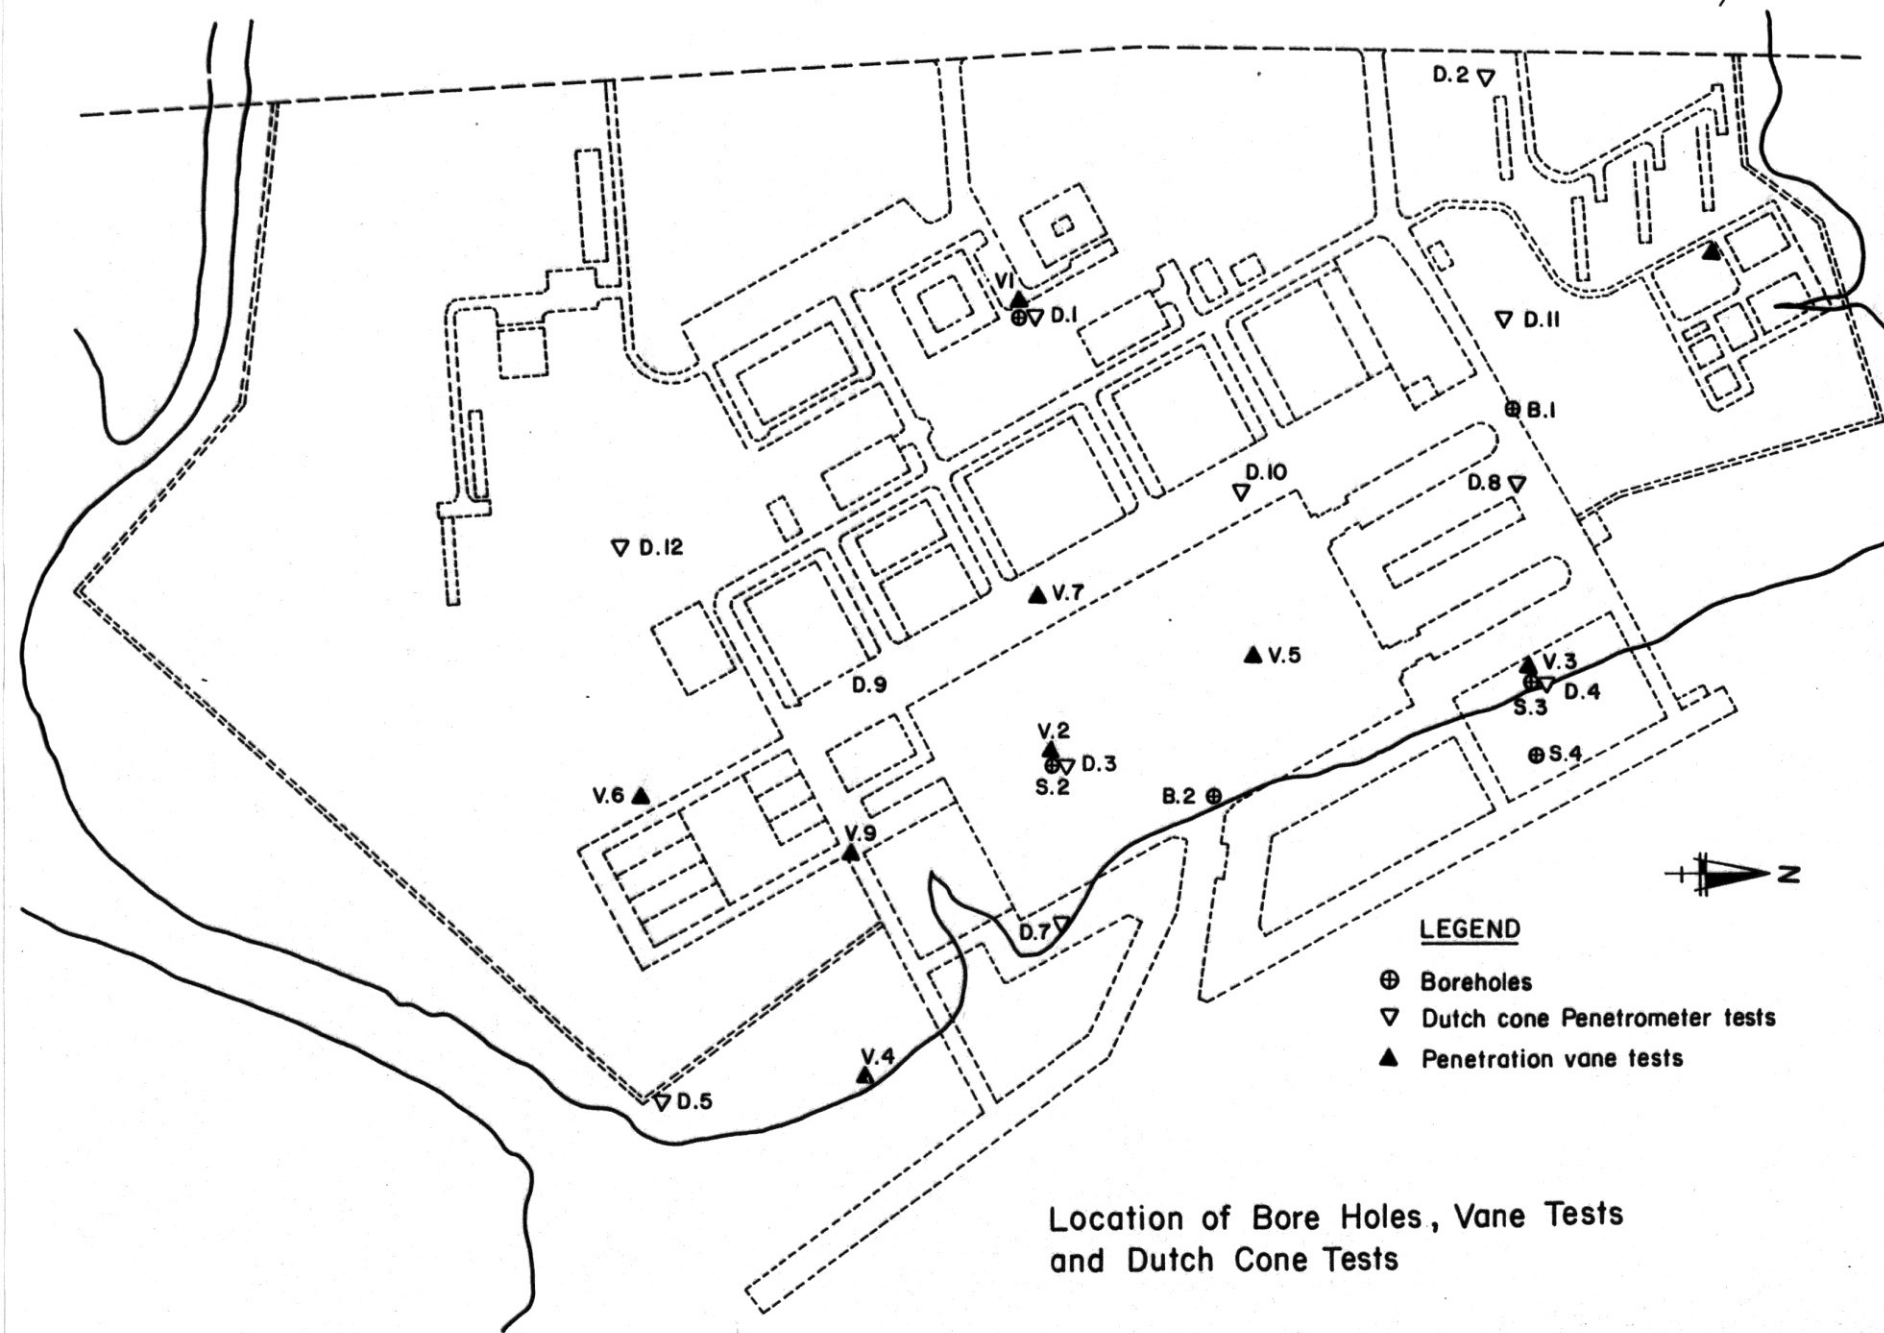 D.2
V1
D.1
D.11
B.1
D.10
D.8
D.12
V.7
V.5
V.3
D.9
D.4
S.3
V.2
S.4
D.3
S.2
V.6
B.2
V.9
N
D.7
LEGEND
Boreholes
Dutch cone Penetrometer tests
V.4
Penetration vane tests
D.5
Location of Bore Holes, Vane Tests
and Dutch Cone Tests